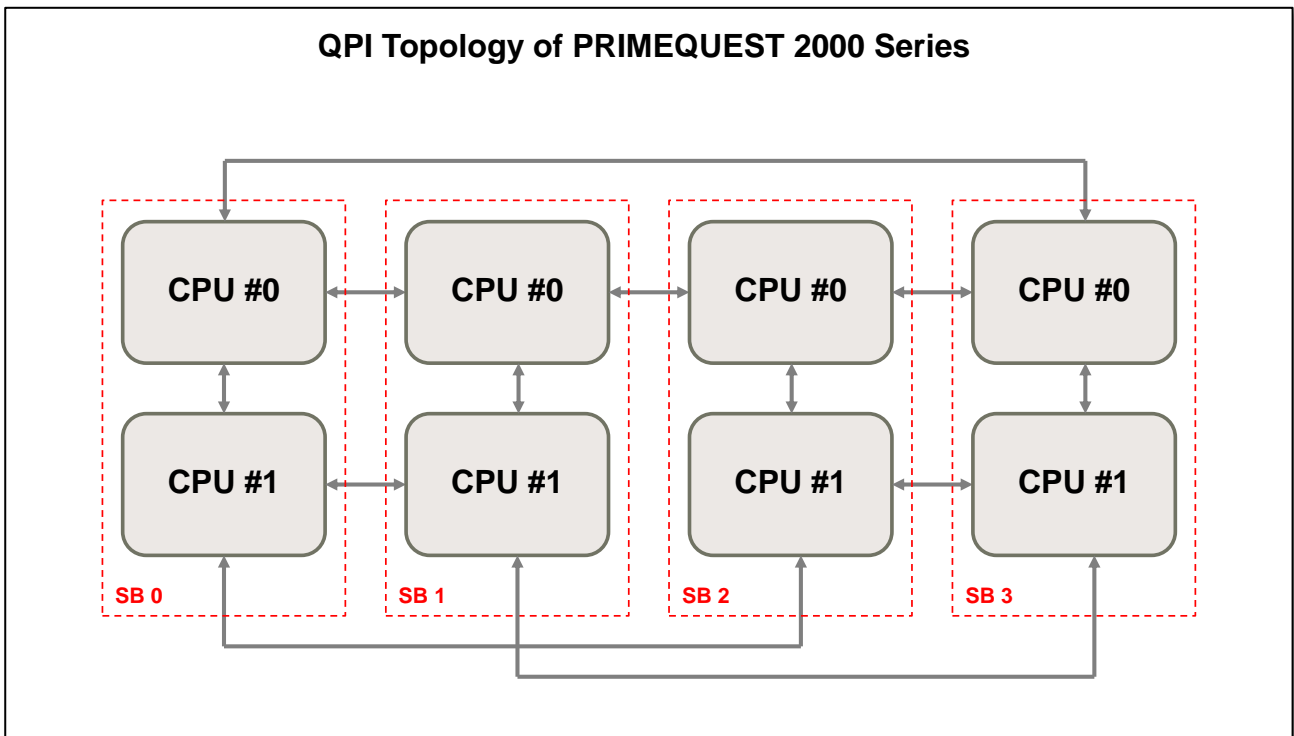 QPI Topology of PRIMEQUEST 2000 Series
CPU #0
CPU #0
CPU #0
CPU #0
CPU #1
CPU #1
CPU #1
CPU #1
SB 0
SB 1
SB 2
SB 3